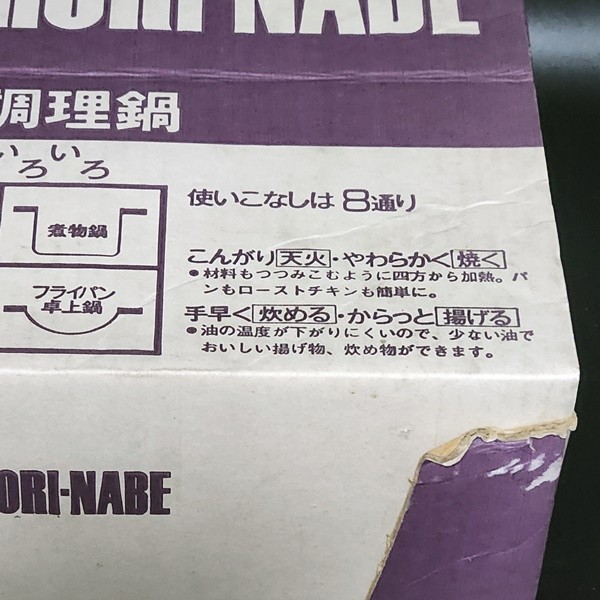 ORI-NABE
調理鍋
いろいろ
煮物鍋
フライパン
卓上鍋
使いこなしは 8通り
こんがり天火・やわらかく焼く
●材料もつつみこむように四方から加熱。パ
ンもローストチキンも簡単に。
手早く炊める・からっと揚げる
●油の温度が下がりにくいので、少ない油で
おいしい揚げ物、炊め物ができます。
ORI-NABE